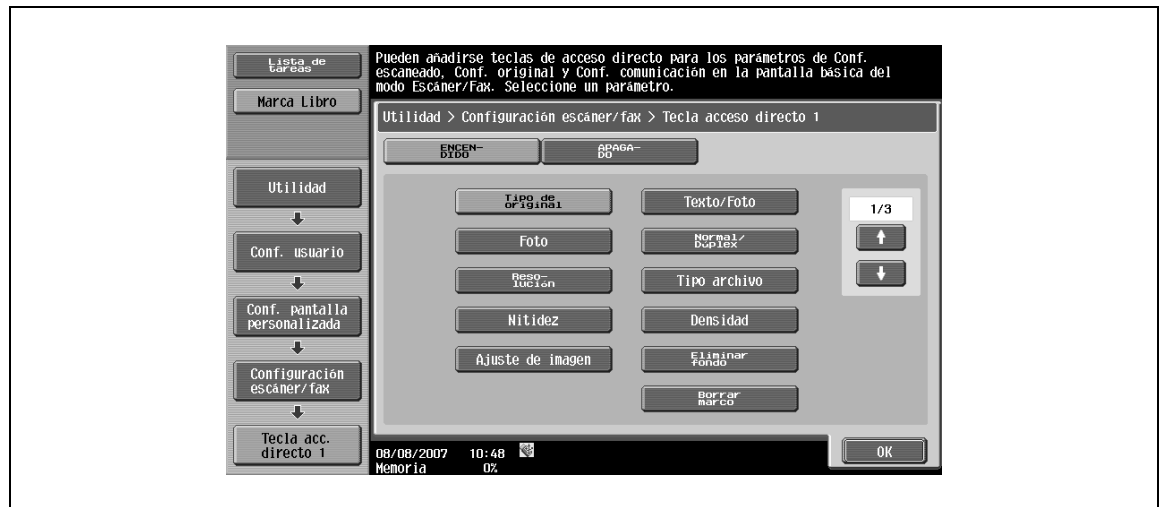 Lista de
tareas
Marca Libro
Utilidad
Conf. usuario
Conf. pantalla
personalizada
Configuración
escáner/fax
Tecla acc.
directo 1
Pueden añadirse teclas de acceso directo para los parámetros de Conf.
escaneado, Conf. original y Conf. comunicación en la pantalla básica del
modo Escáner/Fax. Seleccione un parámetro.
Utilidad > Configuración escáner/fax > Tecla acceso directo 1
ENCEN-
DIDO
APAGA-
DO
Tipo de
original
Texto/Foto
Foto
Normal/
Dúplex
Reso-
lución
Tipo archivo
Nitidez
Densidad
Ajuste de imagen
Eliminar
fondo
Borrar
marco
1/3
08/08/2007 10:48
Memoria 0%
OK